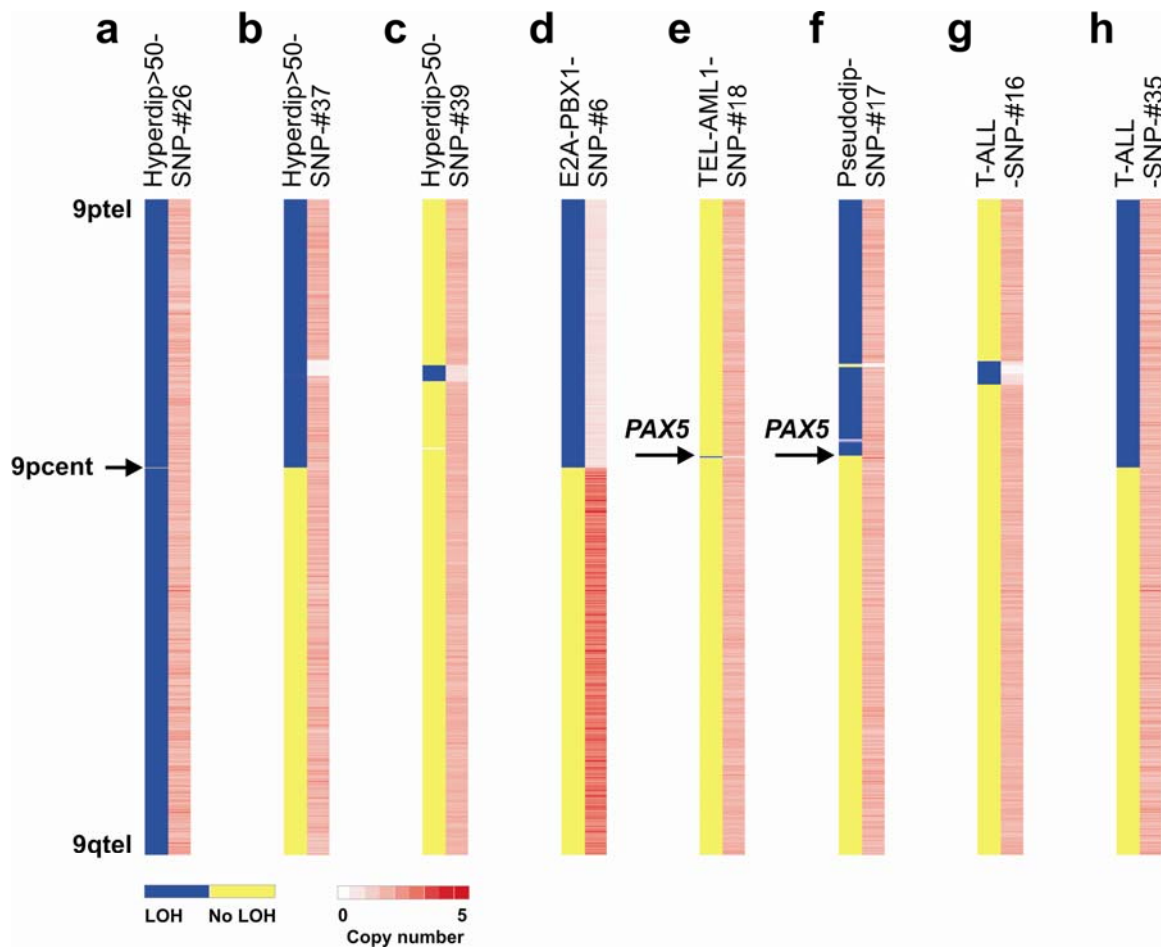 a b c d e f g h
Hyperdip>50-
SNP-#26
Hyperdip>50-
SNP-#37
Hyperdip>50-
SNP-#39
E2A-PBX1-
SNP-#6
TEL-AML1-
SNP-#18
Pseudodip-
SNP-#17
T-ALL
-SNP-#16
T-ALL
-SNP-#35
9ptel
PAX5 PAX5
9pcent
9qtel
LOH No LOH
0 5
Copy number